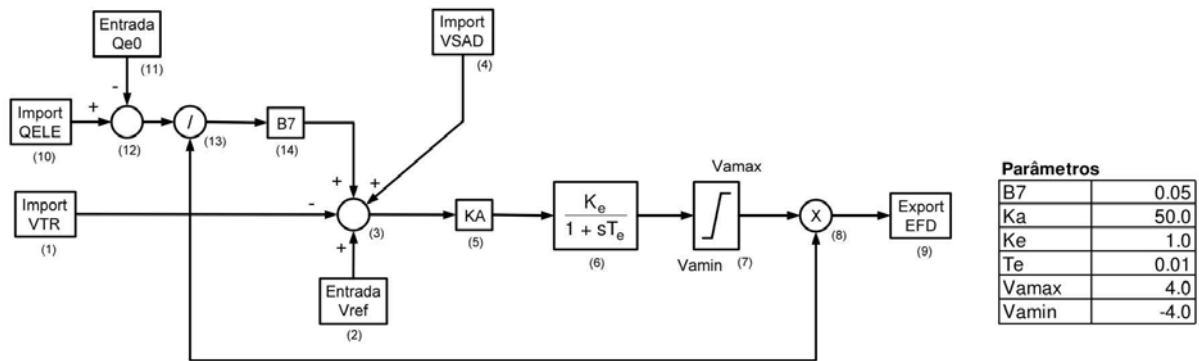 Entrada
Qe0
(11)
-
Import
VSAD
(4)
+
Import
QELE
(10)
(12)
/
(13)
B7
(14)
+
+
Import
VTR
(1)
-
(3)
+
KA
(5)
Ke
1 + sTe
(6)
Vamax
Vamin
(7)
X
(8)
Export
EFD
(9)
Entrada
Vref
(2)
Parâmetros
B7 0.05
Ka 50.0
Ke 1.0
Te 0.01
Vamax 4.0
Vamin -4.0